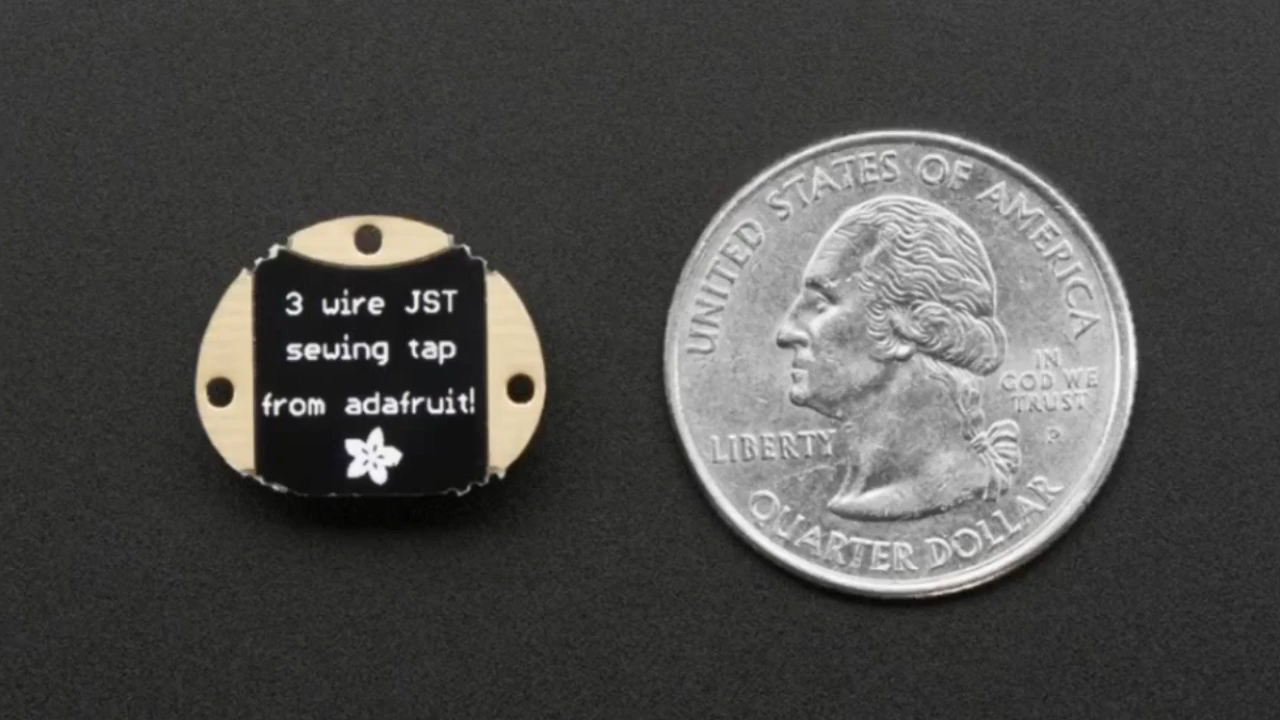 3 wire JST
sewing tap
from adafruit!
UNITED STATES OF AMERICA
IN
GOD WE
TRUST
P
LIBERTY
QUARTER DOLLAR